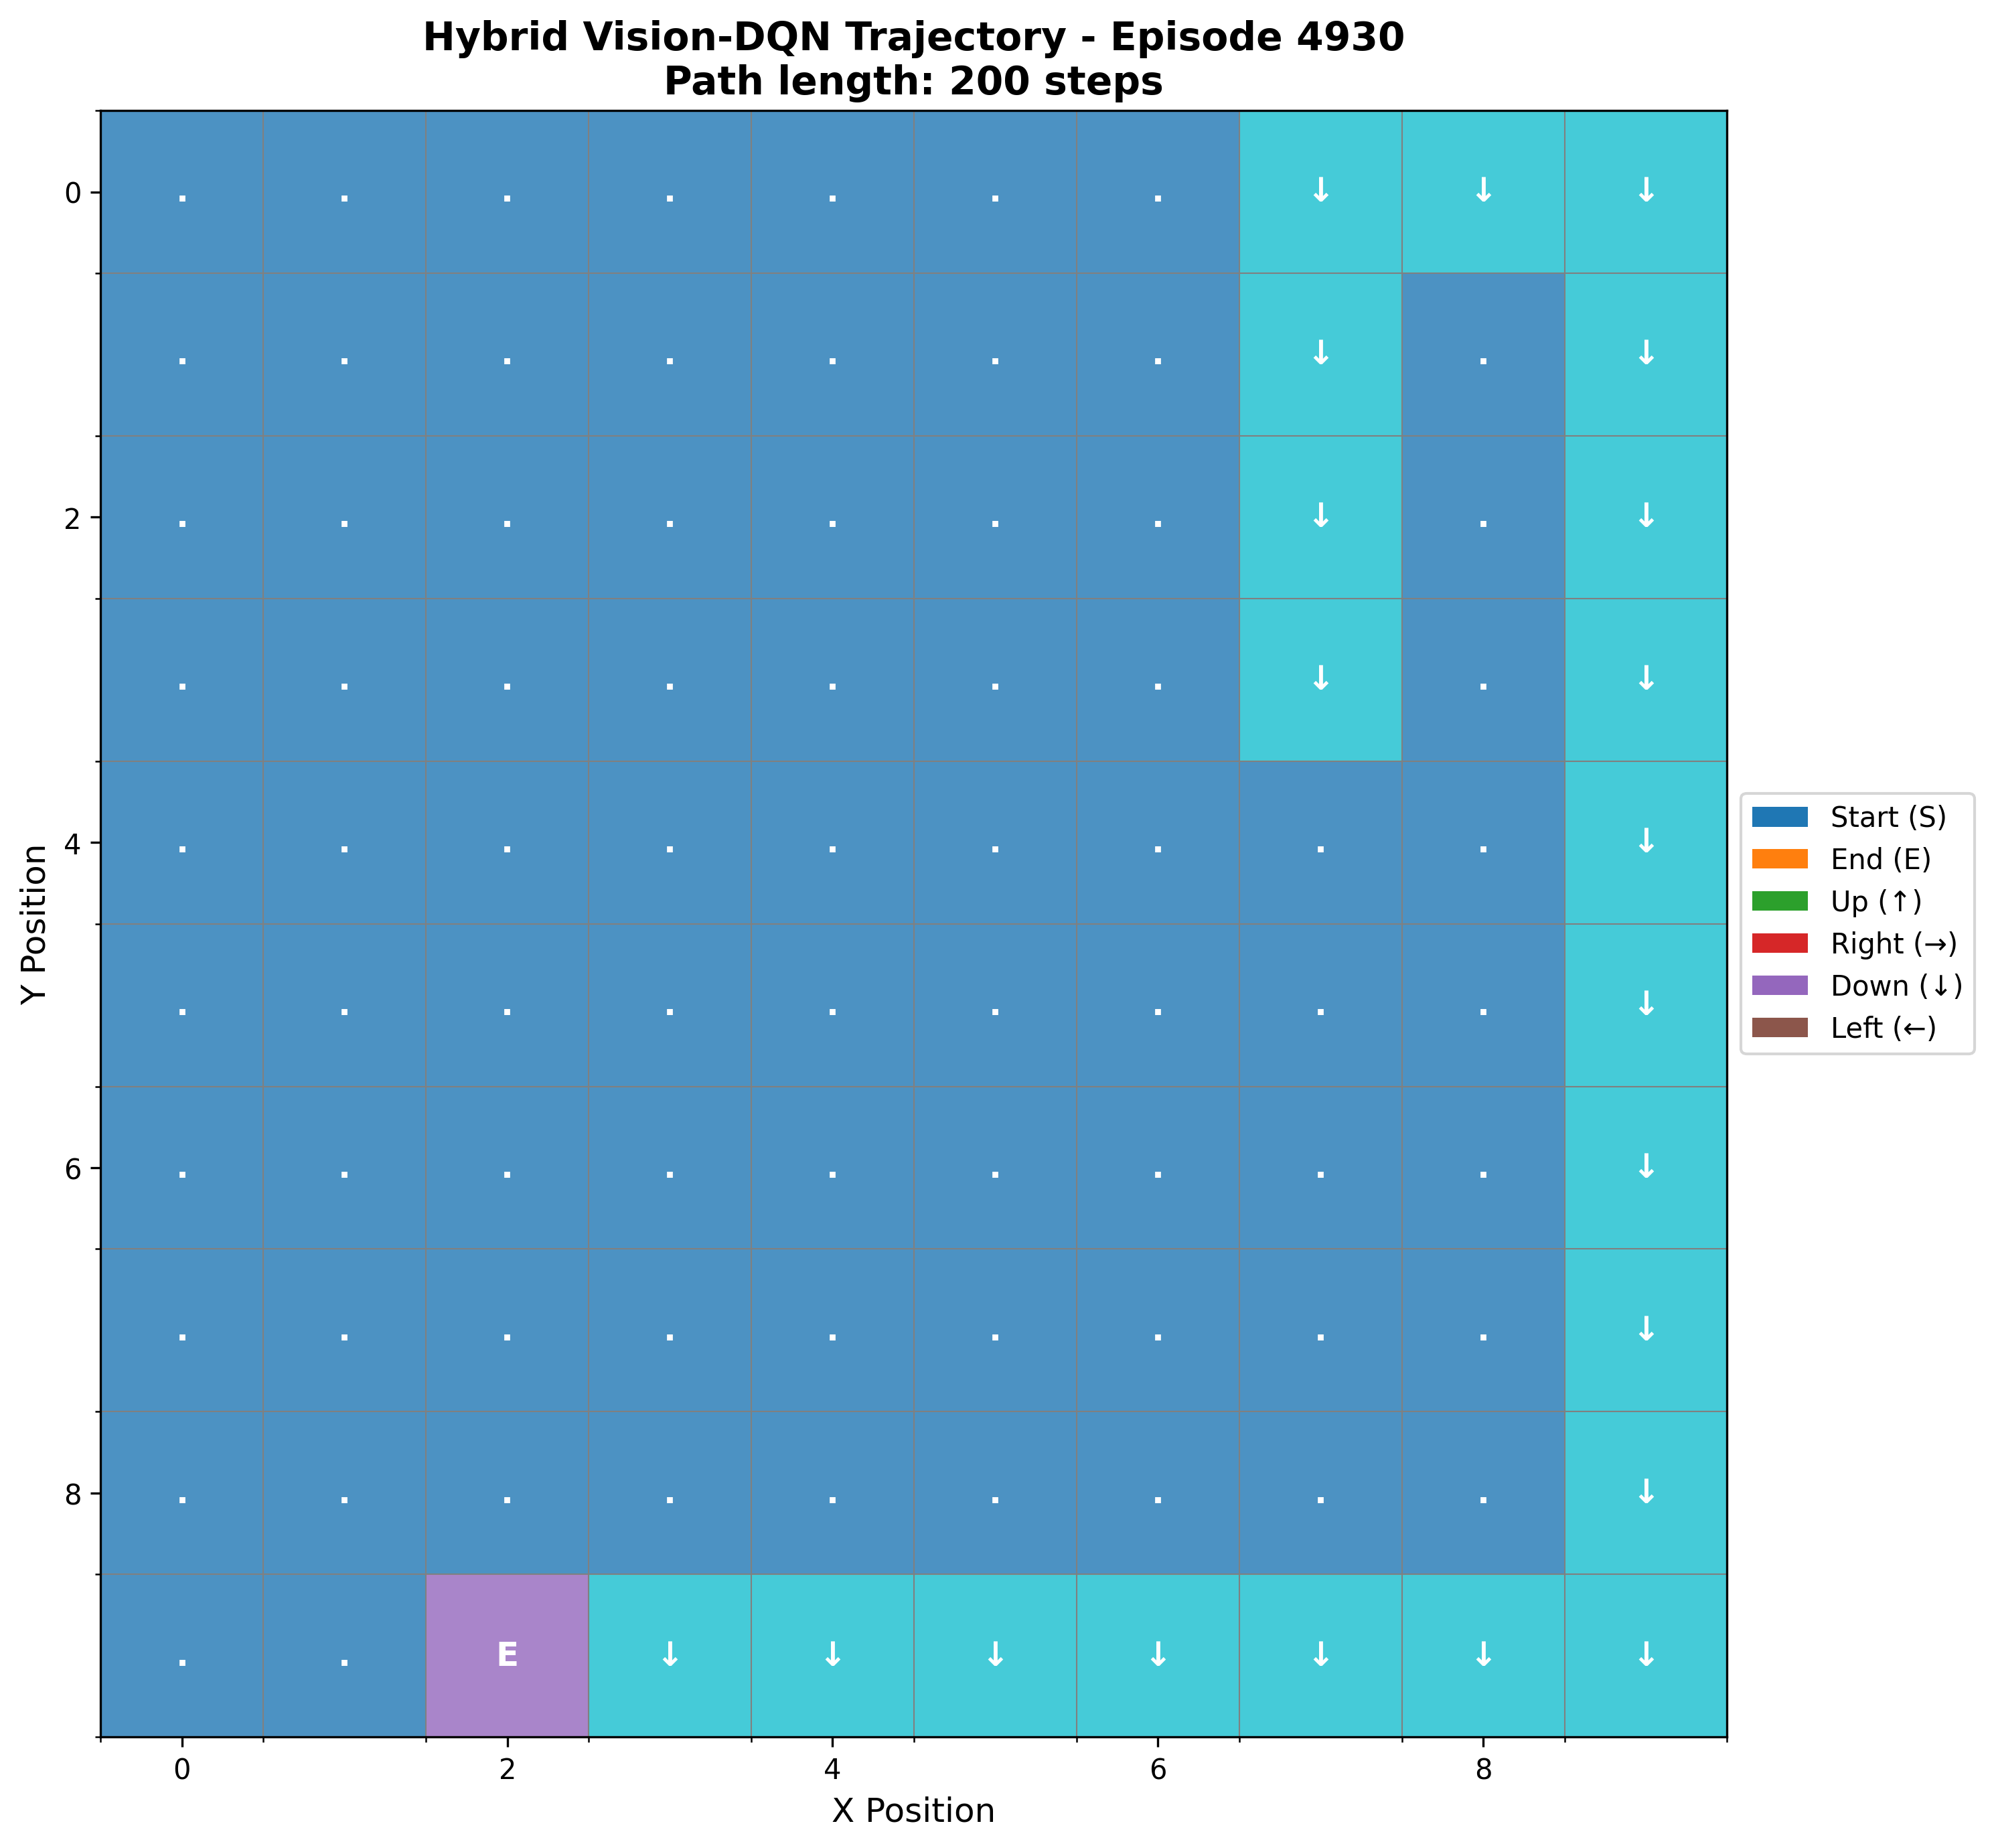 Hybrid Vision-DQN Trajectory - Episode 4930
Path length: 200 steps
0 . . . . . . . ↓ ↓ ↓
. . . . . . . ↓ . ↓
2 . . . . . . . ↓ . ↓
. . . . . . . ↓ . ↓
4 . . . . . . . . . ↓
. . . . . . . . . ↓
6 . . . . . . . . . ↓
. . . . . . . . . ↓
8 . . . . . . . . . ↓
. . E ↓ ↓ ↓ ↓ ↓ ↓ ↓
0 2 4 6 8
X Position
Y Position
Start (S)
End (E)
Up (↑)
Right (→)
Down (↓)
Left (←)